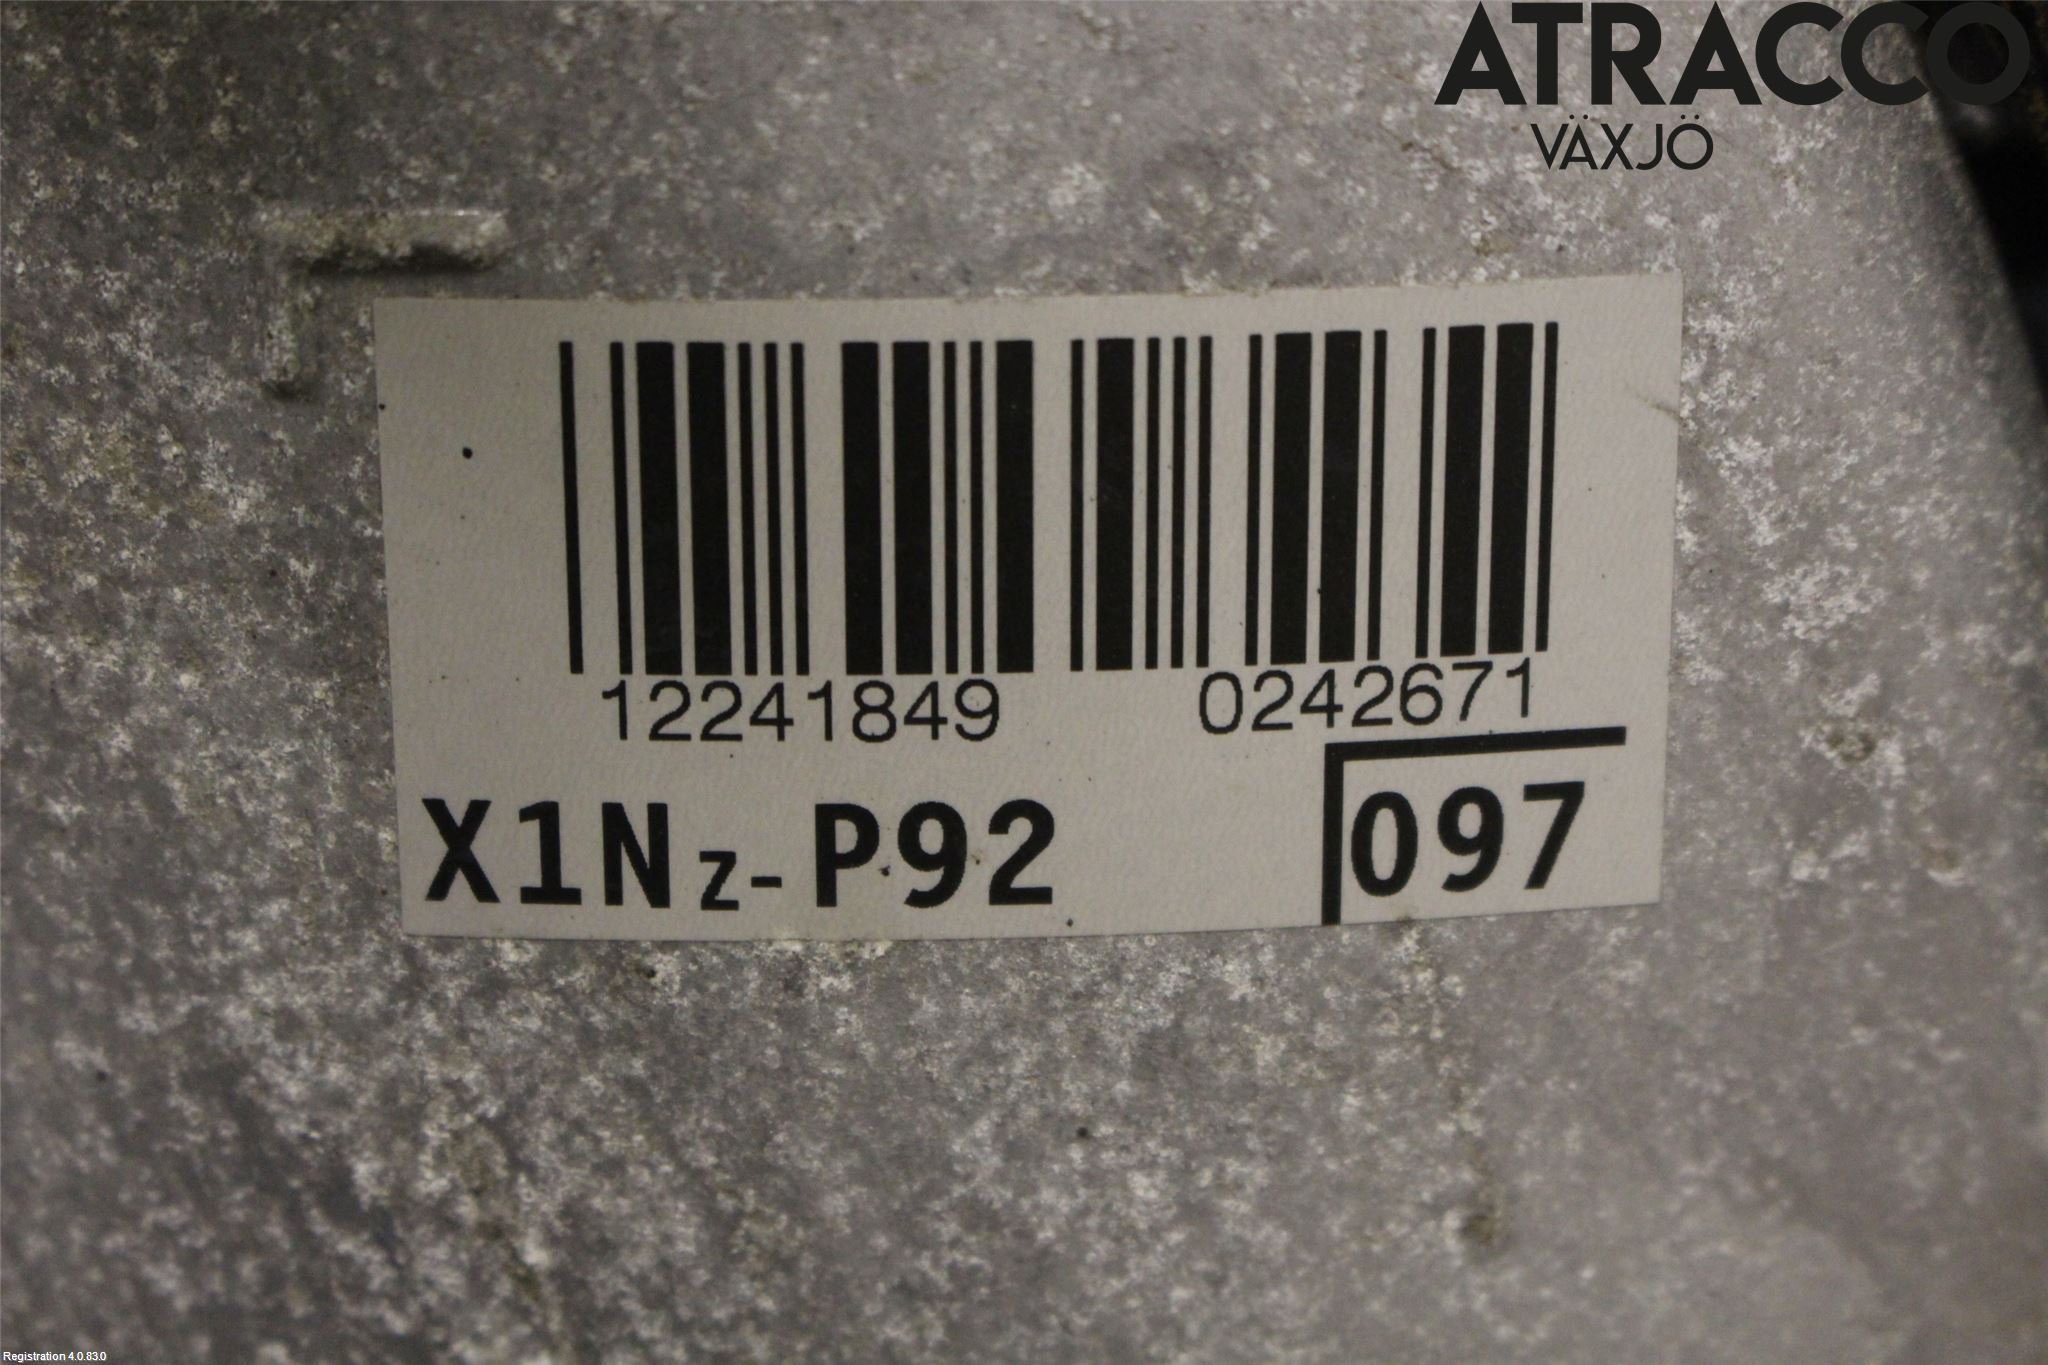 ATRACCO
VÄXJÖ
12241849 0242671
X1Nz-P92 097
Registration 4.0.83.0